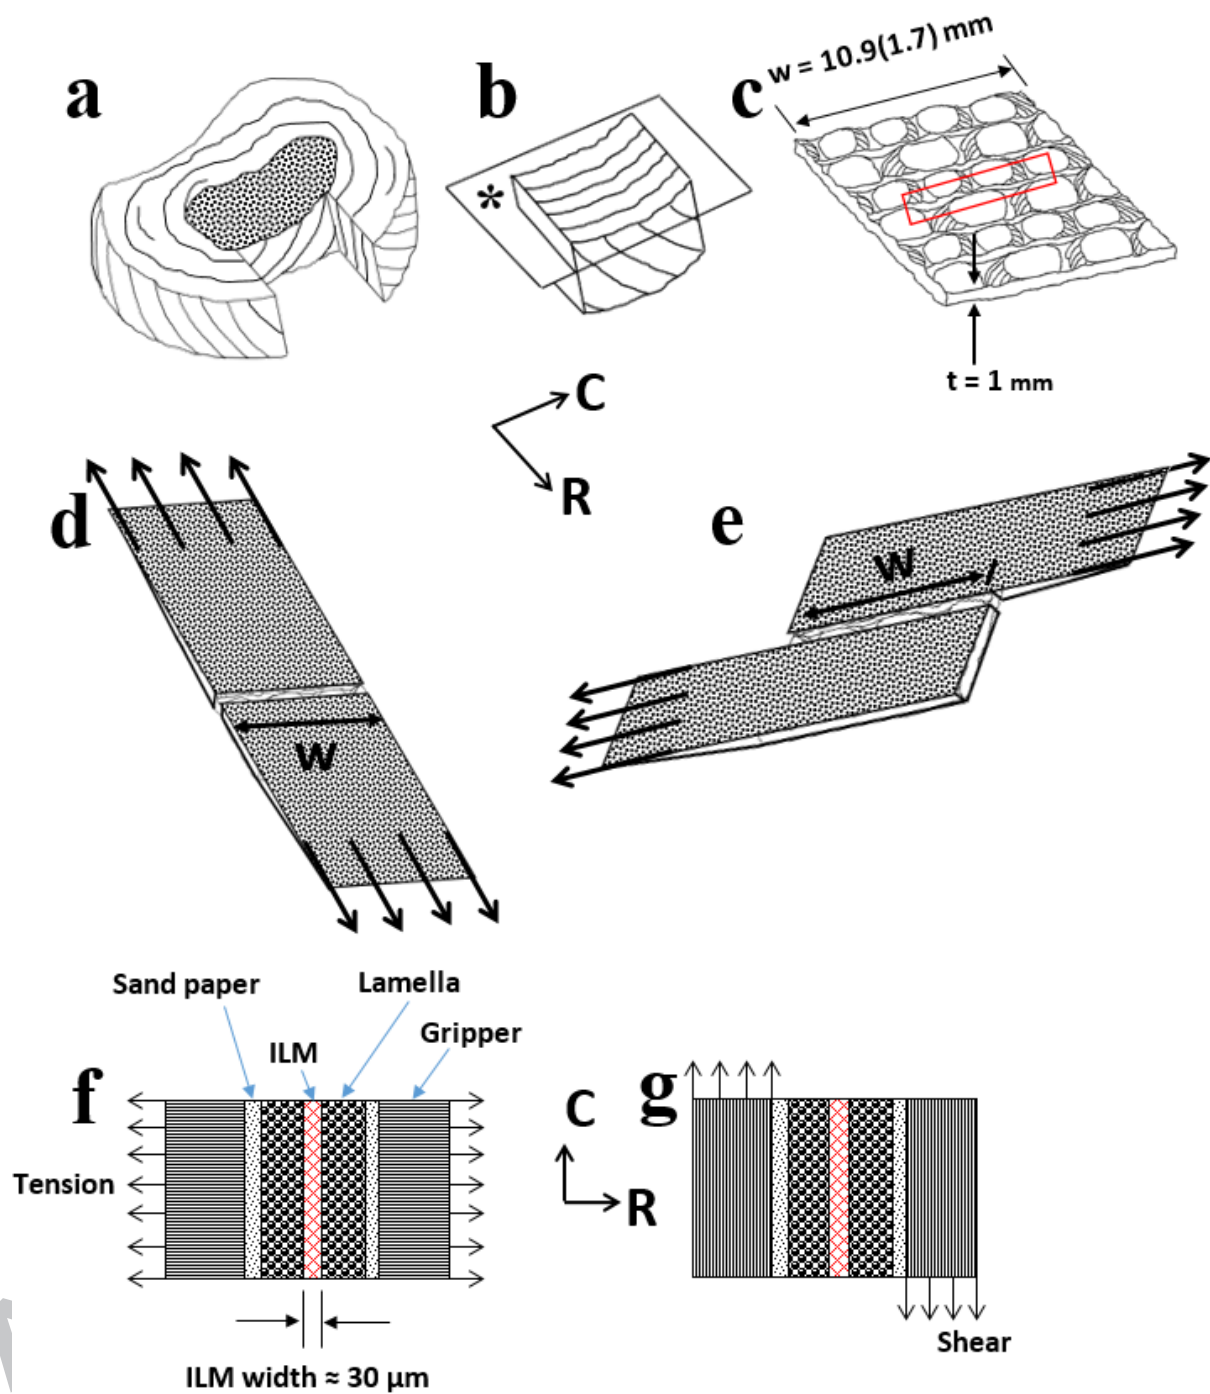 a
b
*
c
w = 10.9(1.7) mm
t = 1 mm
C
R
d
W
e
W
Sand paper
Lamella
Gripper
ILM
f
Tension
ILM width ≈ 30 µm
C
R
g
Shear